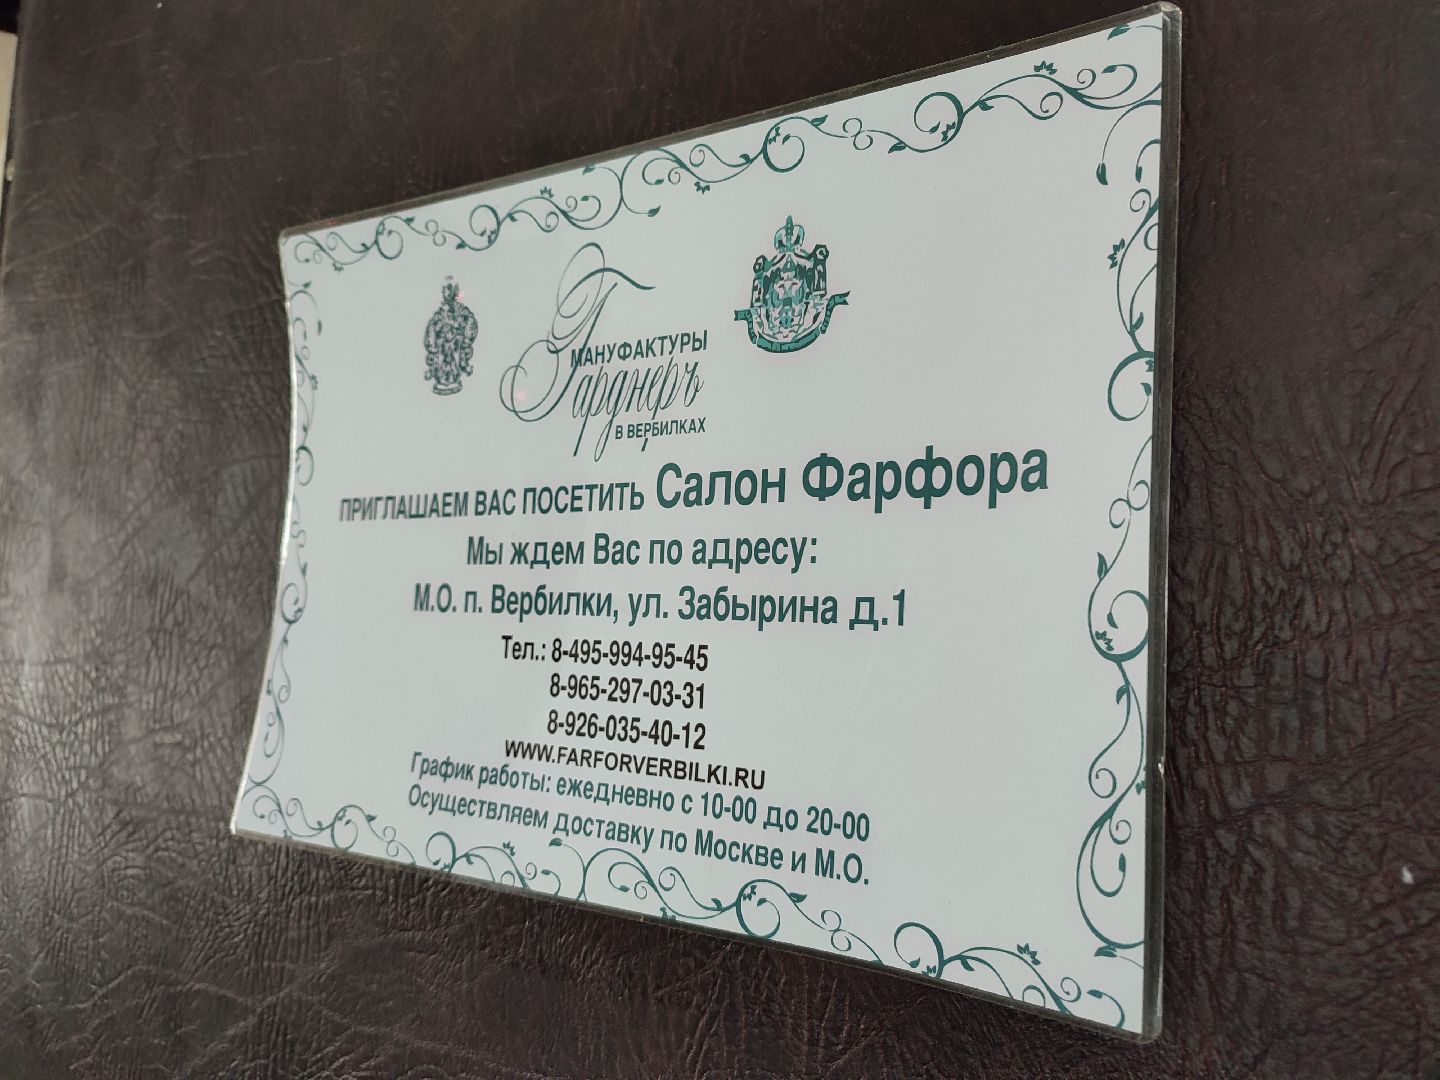 МАНУФАКТУРЫ
Гарднеръ
В ВЕРБИЛКАХ
ПРИГЛАШАЕМ ВАС ПОСЕТИТЬ Салон Фарфора
Мы ждем Вас по адресу:
М.О. п. Вербилки, ул. Забырина д.1
Тел.: 8-495-994-95-45
8-965-297-03-31
8-926-035-40-12
WWW.FARFORVERBILKI.RU
График работы: ежедневно с 10-00 до 20-00
Осуществляем доставку по Москве и М.О.